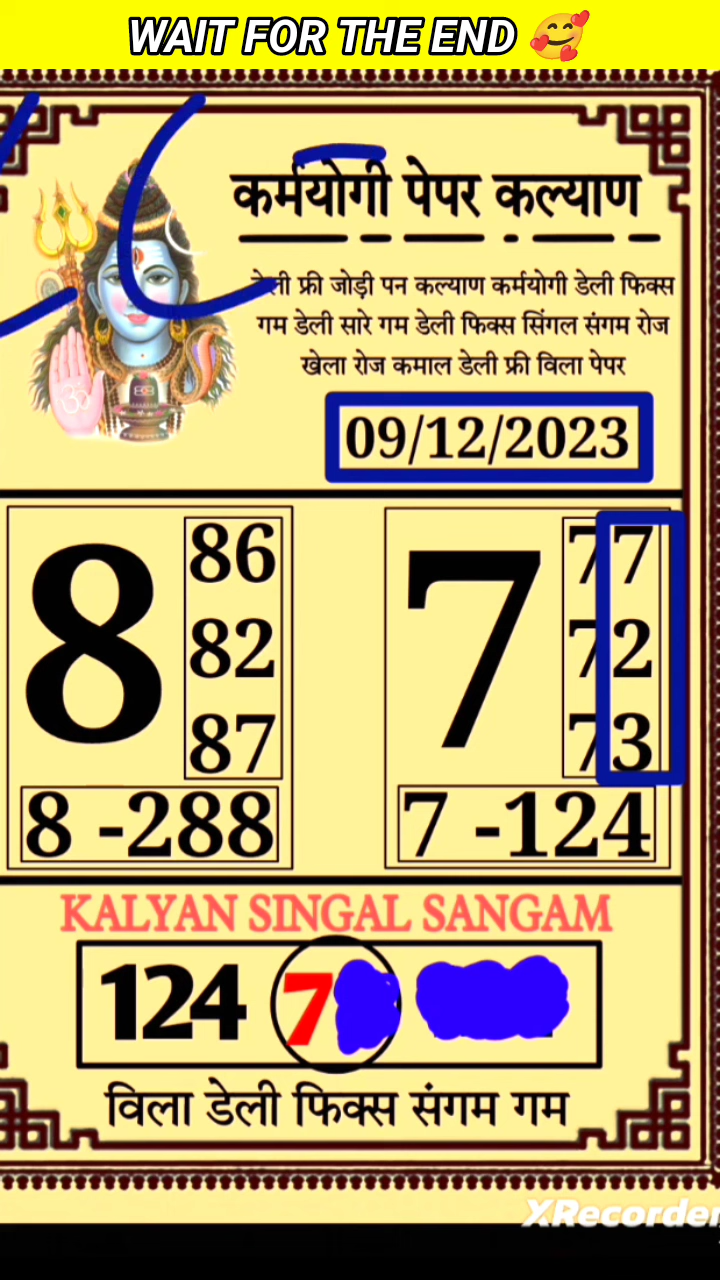 WAIT FOR THE END 🥰
कर्मयोगी पेपर कल्याण
फ्री जोड़ी पन कल्याण कर्मयोगी डेली फिक्स
गम डेली सारे गम डेली फिक्स सिंगल संगम रोज
खेला रोज कमाल डेली फ्री विला पेपर
09/12/2023
8 86 7 77
82 72
87 73
8 -288 7 -124
KALYAN SINGAL SANGAM
124 7
विला डेली फिक्स संगम गम
XRecorder